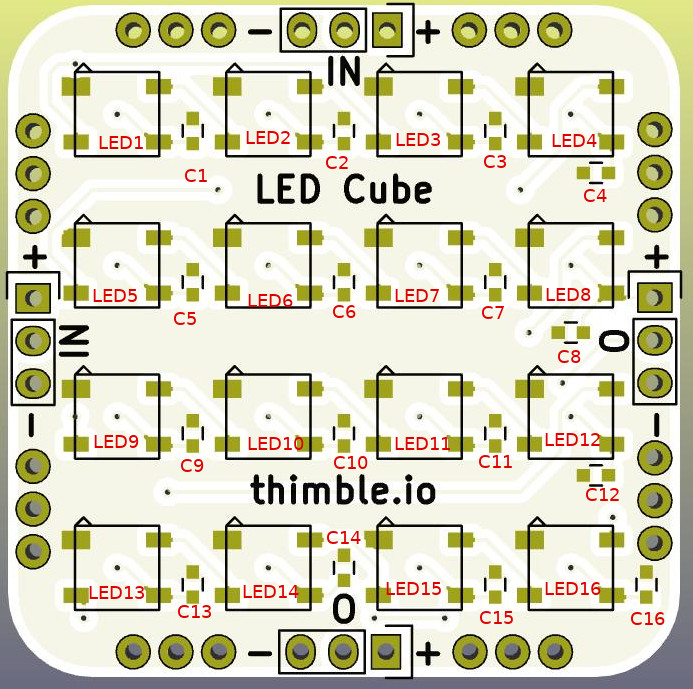 − +
IN
LED1 LED2 LED3 LED4
C1 C2 C3
C4
LED Cube
+ +
LED5 LED6 LED7 LED8
C5 C6 C7
IN O
C8
− −
LED9 LED10 LED11 LED12
C9 C10 C11
C12
thimble.io
C14
LED13 LED14 LED15 LED16
C13 C15 C16
O
− +